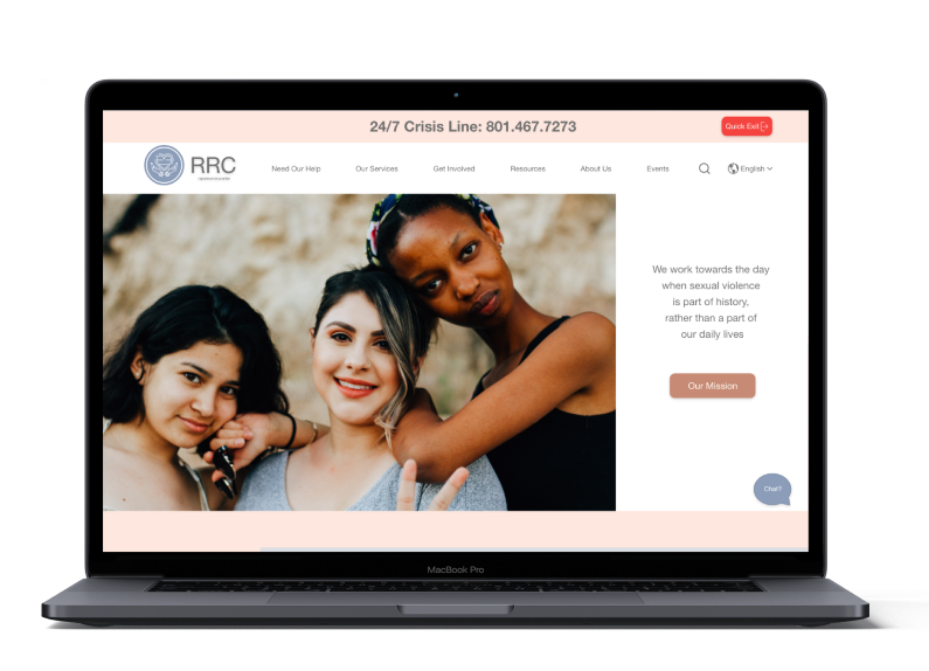 24/7 Crisis Line: 801.467.7273
Quick Exit
RRC
Need Our Help
Our Services
Get Involved
Resources
About Us
Events
English
We work towards the day
when sexual violence
is part of history,
rather than a part of
our daily lives
Our Mission
Chat?
MacBook Pro